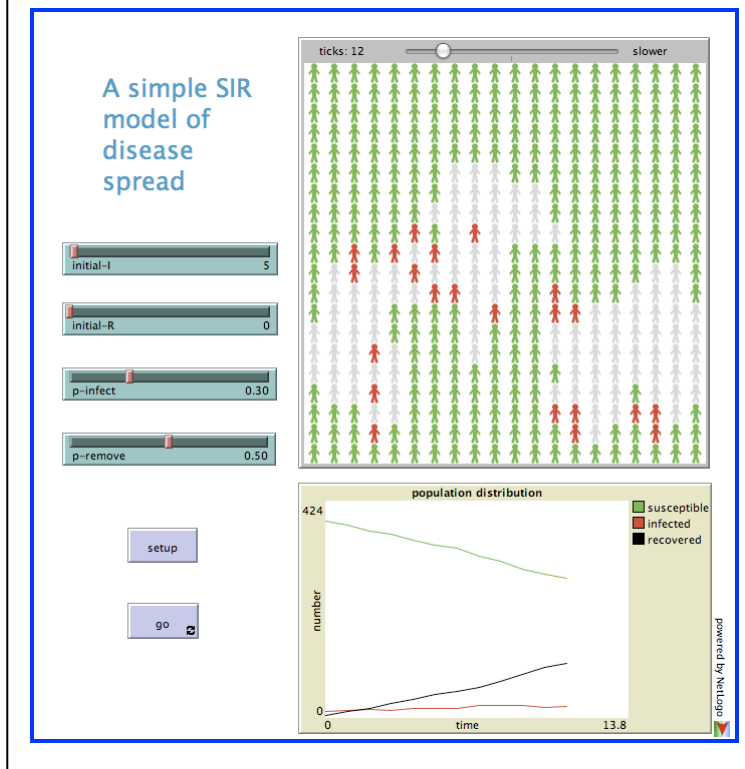 ticks: 12
slower
A simple SIR
model of
disease
spread
initial-I 5
initial-R 0
p-infect 0.30
p-remove 0.50
setup
go
population distribution
424
number
0
0
time
13.8
susceptible
infected
recovered
powered by NetLogo